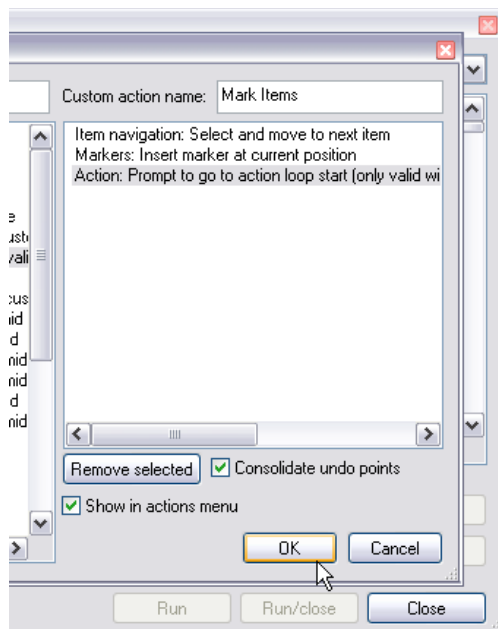 Custom action name: Mark Items
Item navigation: Select and move to next item
Markers: Insert marker at current position
Action: Prompt to go to action loop start (only valid wi
Remove selected
Consolidate undo points
Show in actions menu
OK
Cancel
Run
Run/close
Close